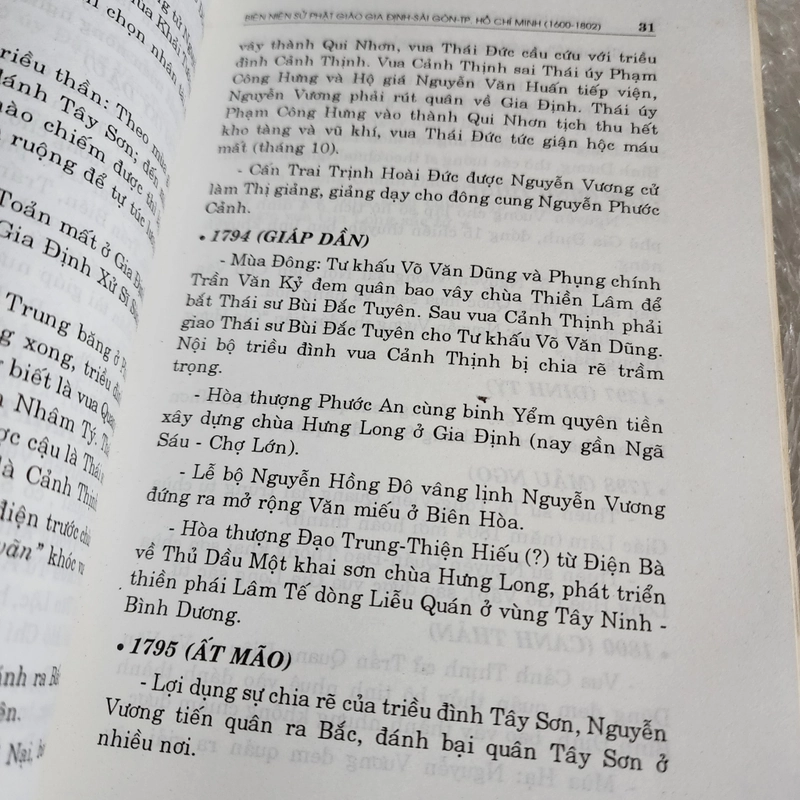 BIÊN NIÊN SỬ PHẬT GIÁO GIA ĐỊNH-SÀI GÒN-TP. HỒ CHÍ MINH (1600-1802) 31
vây thành Qui Nhơn, vua Thái Đức cầu cứu với triều
đình Cảnh Thịnh. Vua Cảnh Thịnh sai Thái úy Phạm
Công Hưng và Hộ giá Nguyễn Văn Huấn tiếp viện,
Nguyễn Vương phải rút quân về Gia Định. Thái úy
Phạm Công Hưng vào thành Qui Nhơn tịch thu hết
kho tàng và vũ khí, vua Thái Đức tức giận hộc máu
mất (tháng 10).
- Cấn Trai Trịnh Hoài Đức được Nguyễn Vương cử
làm Thị giảng, giảng dạy cho đông cung Nguyễn Phước
Cảnh.
• 1794 (GIÁP DẦN)
- Mùa Đông: Tư khấu Võ Văn Dũng và Phụng chính
Trần Văn Kỷ đem quân bao vây chùa Thiền Lâm để
bắt Thái sư Bùi Đắc Tuyên. Sau vua Cảnh Thịnh phải
giao Thái sư Bùi Đắc Tuyên cho Tư khấu Võ Văn Dũng.
Nội bộ triều đình vua Cảnh Thịnh bị chia rẽ trầm
trọng.
- Hòa thượng Phước An cùng binh Yểm quyên tiền
xây dựng chùa Hưng Long ở Gia Định (nay gần Ngã
Sáu - Chợ Lớn).
- Lễ bộ Nguyễn Hồng Đô vâng lịnh Nguyễn Vương
đứng ra mở rộng Văn miếu ở Biên Hòa.
- Hòa thượng Đạo Trung-Thiện Hiếu (?) từ Điện Bà
về Thủ Dầu Một khai sơn chùa Hưng Long, phát triển
thiền phái Lâm Tế dòng Liễu Quán ở vùng Tây Ninh -
Bình Dương.
• 1795 (ẤT MÃO)
- Lợi dụng sự chia rẽ của triều đình Tây Sơn, Nguyễn
Vương tiến quân ra Bắc, đánh bại quân Tây Sơn ở
nhiều nơi.